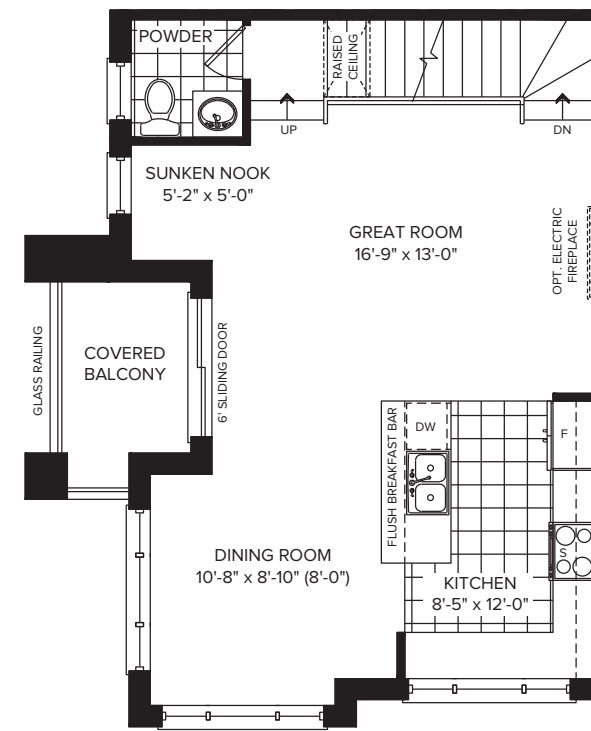 POWDER
RAISED
CEILING
UP
DN
SUNKEN NOOK
5'-2" x 5'-0"
GREAT ROOM
16'-9" x 13'-0"
OPT. ELECTRIC
FIREPLACE
GLASS RAILING
COVERED
BALCONY
6' SLIDING DOOR
FLUSH BREAKFAST BAR
DW
F
S
DINING ROOM
10'-8" x 8'-10" (8'-0")
KITCHEN
8'-5" x 12'-0"